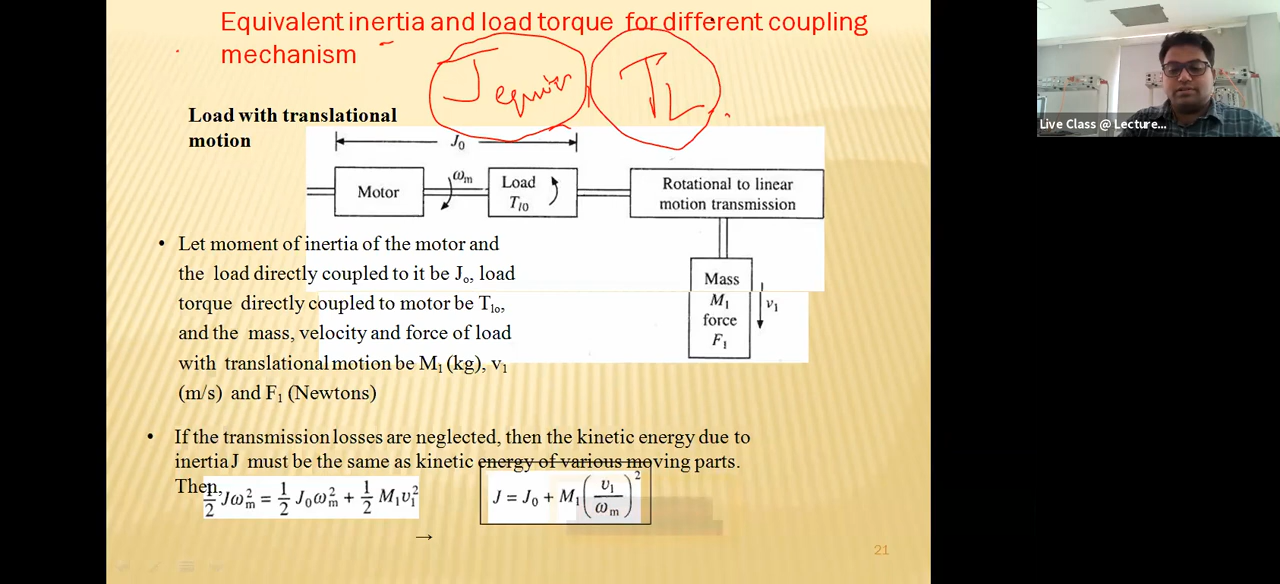 Equivalent inertia and load torque for different coupling
mechanism
J equiv
TL
Load with translational
motion
J₀
Motor
ωm
Load
Tl0
Rotational to linear
motion transmission
Mass
M₁
force
F₁
v₁
• Let moment of inertia of the motor and
the load directly coupled to it be Jₒ, load
torque directly coupled to motor be Tlo,
and the mass, velocity and force of load
with translational motion be M₁ (kg), v₁
(m/s) and F₁ (Newtons)
• If the transmission losses are neglected, then the kinetic energy due to
inertia J must be the same as kinetic energy of various moving parts.
Then,
1/2 Jωm² = 1/2 J₀ωm² + 1/2 M₁v₁²
J = J₀ + M₁(v₁/ωm)²
→
21
Live Class @ Lecture...